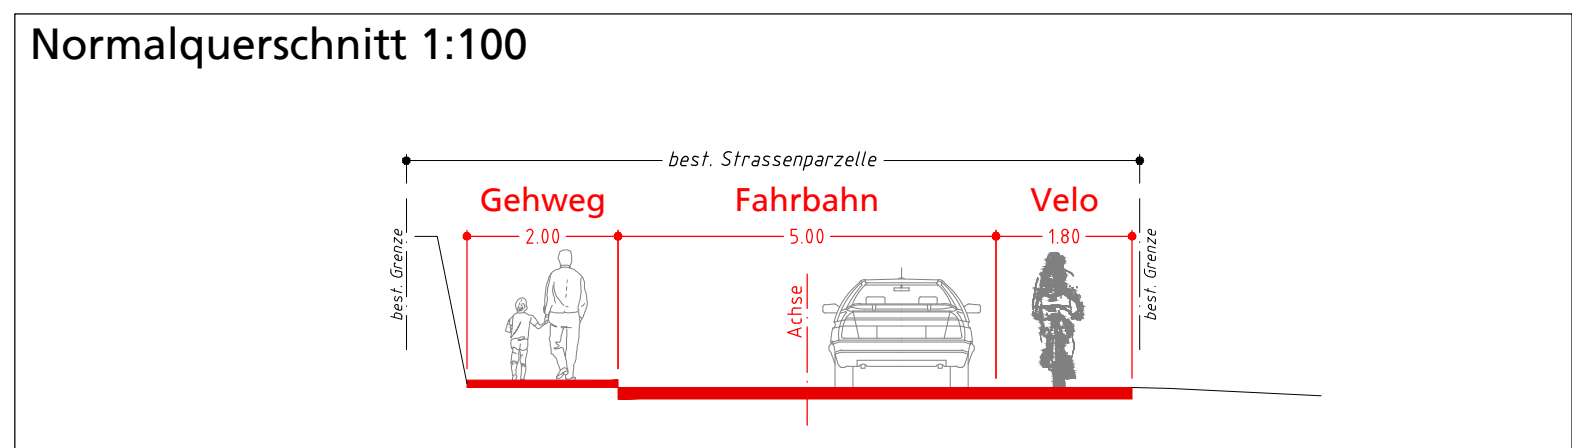 Normalquerschnitt 1:100
best. Strassenparzelle
Gehweg Fahrbahn Velo
2.00 5.00 1.80
best. Grenze
Achse
best. Grenze